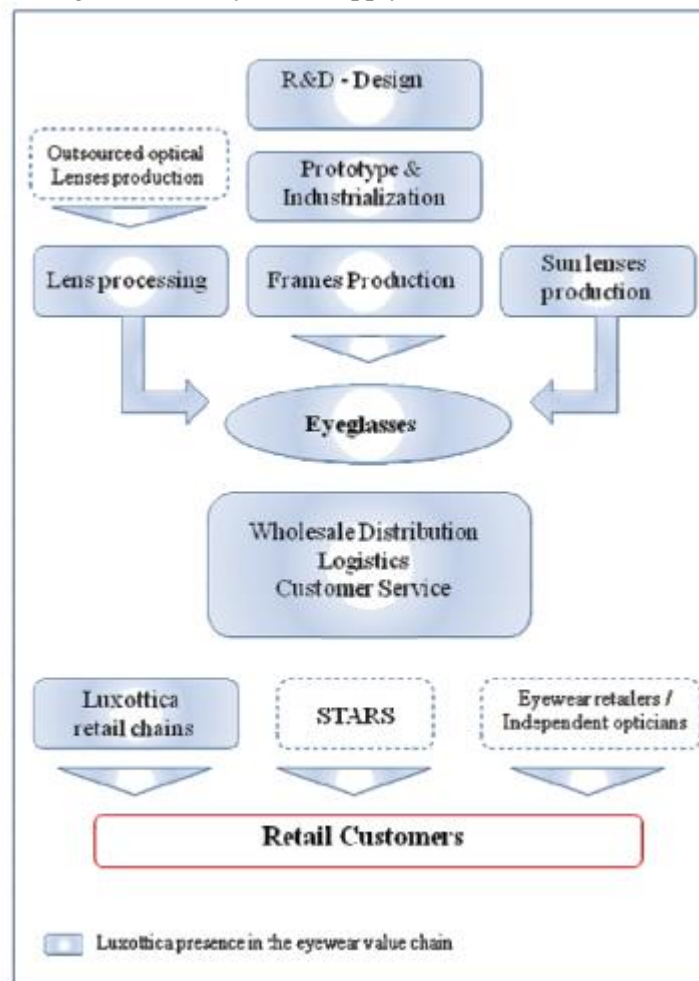 R&D - Design
Outsourced optical
Lenses production
Prototype &
Industrialization
Lens processing
Frames Production
Sun lenses
production
Eyeglasses
Wholesale Distribution
Logistics
Customer Service
Luxottica
retail chains
STARS
Eyewear retailers /
Independent opticians
Retail Customers
Luxottica presence in the eyewear value chain